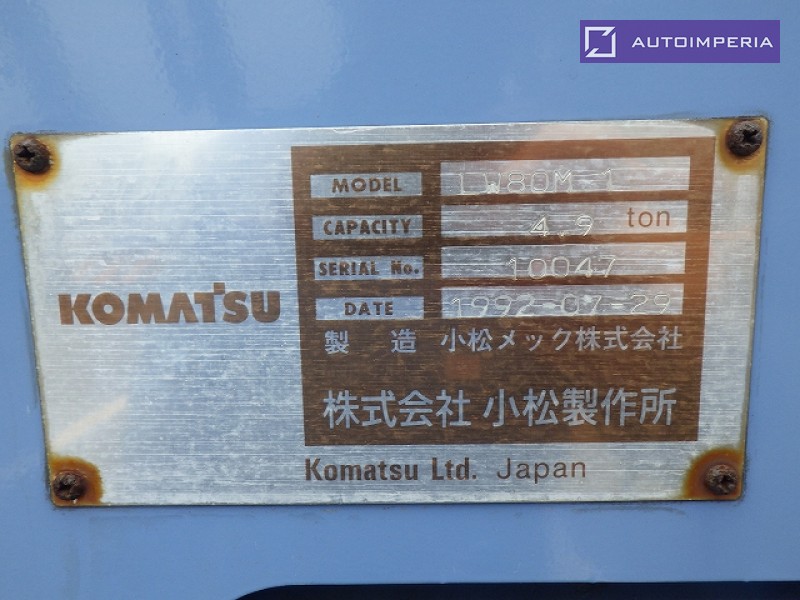 AUTOIMPERIA
MODEL LW80M-1
CAPACITY 4.9 ton
SERIAL No. 10047
KOMATSU
DATE 1992-07-29
製造 小松メック株式会社
株式会社 小松製作所
Komatsu Ltd. Japan